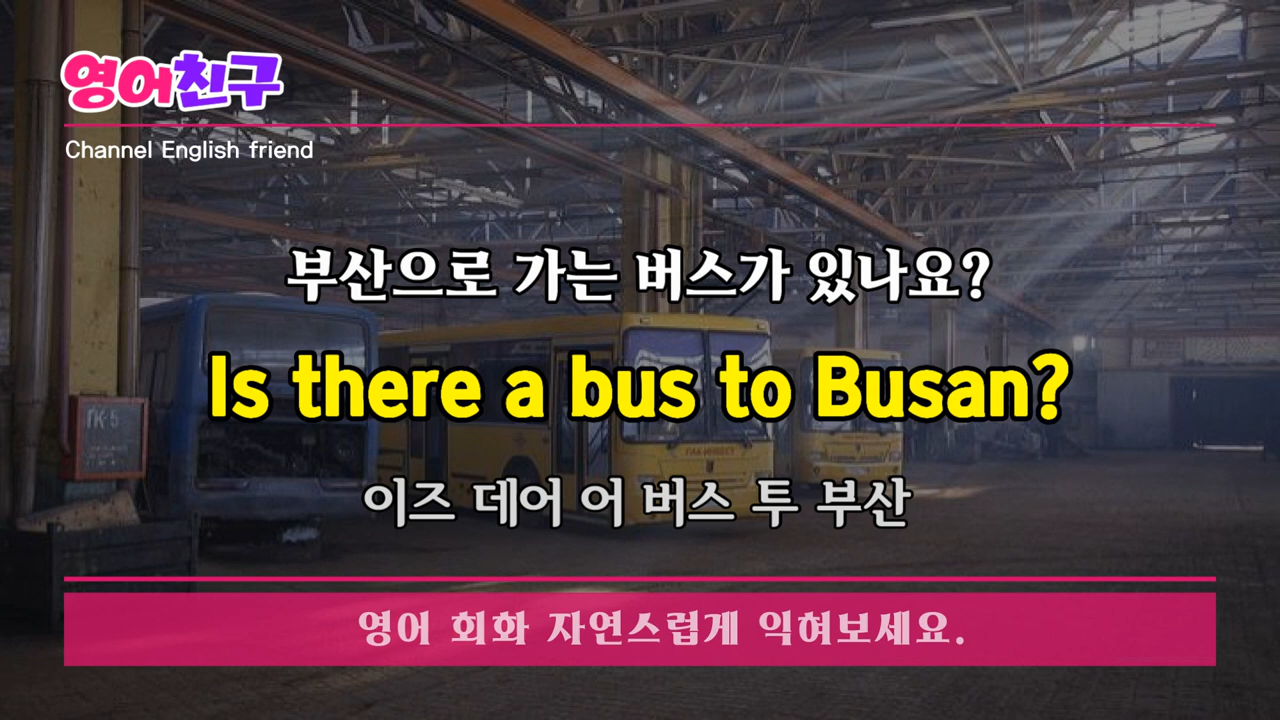 영어친구
Channel English friend
부산으로 가는 버스가 있나요?
Is there a bus to Busan?
이즈 데어 어 버스 투 부산
영어 회화 자연스럽게 익혀보세요.
ГК-5